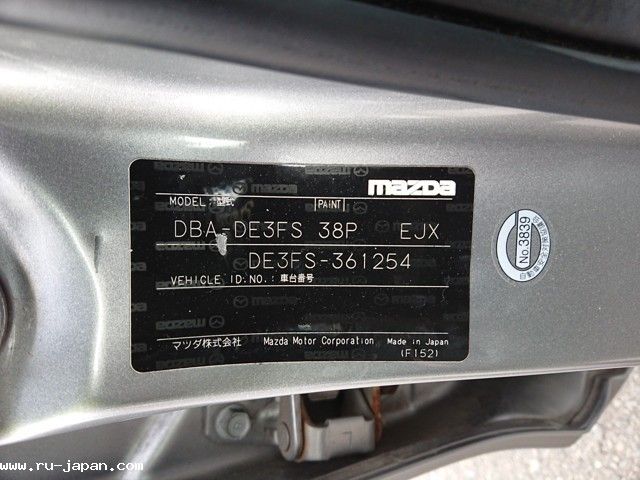 mazda
MODEL:型式 PAINT
DBA-DE3FS 38P EJX
DE3FS-361254
VEHICLE ID.NO.:車台番号
マツダ株式会社 Mazda Motor Corporation Made in Japan
(F152)
No.3839
www.ru-japan.com